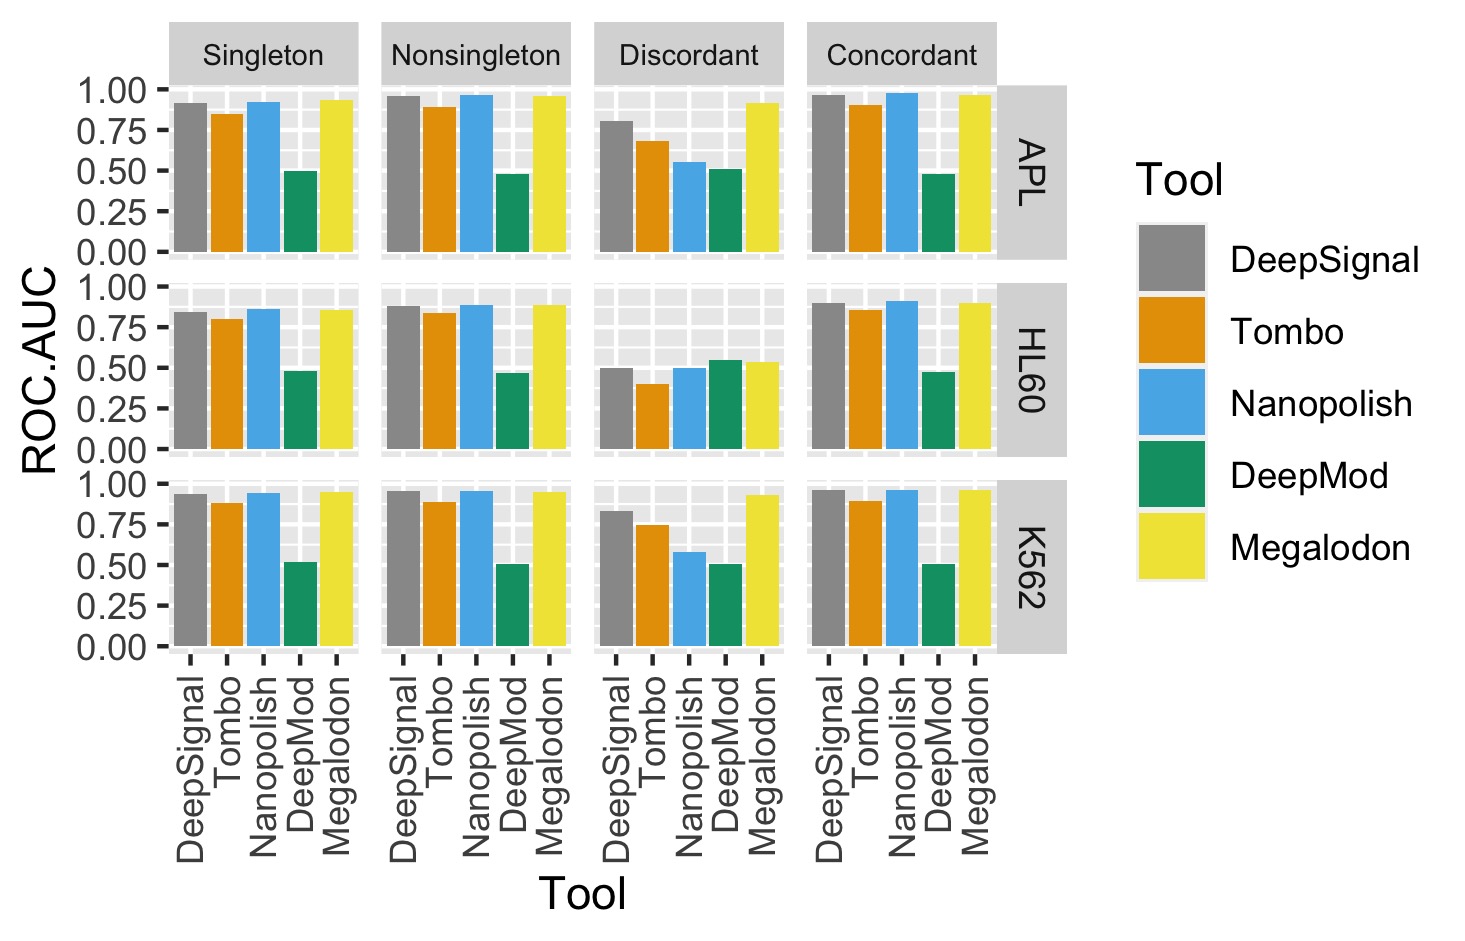 Singleton Nonsingleton Discordant Concordant
1.00
0.75
0.50
0.25
0.00
APL
1.00
0.75
0.50
0.25
0.00
HL60
1.00
0.75
0.50
0.25
0.00
K562
ROC.AUC
DeepSignal Tombo Nanopolish DeepMod Megalodon DeepSignal Tombo Nanopolish DeepMod Megalodon DeepSignal Tombo Nanopolish DeepMod Megalodon DeepSignal Tombo Nanopolish DeepMod Megalodon
Tool
Tool
DeepSignal
Tombo
Nanopolish
DeepMod
Megalodon